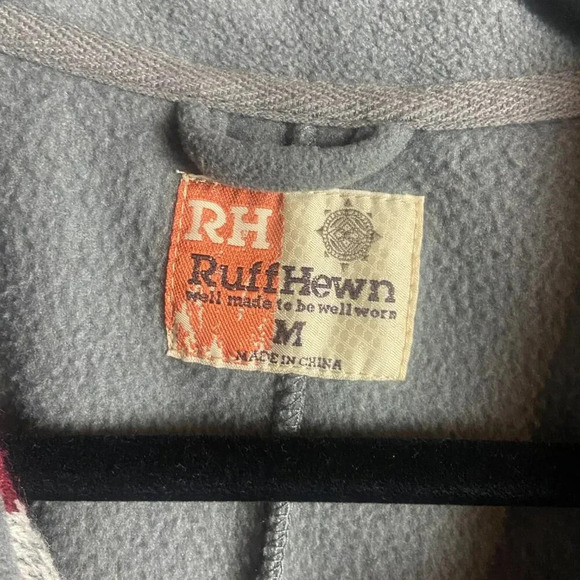 RH
RuffHewn
well made to be well worn
M
MADE IN CHINA